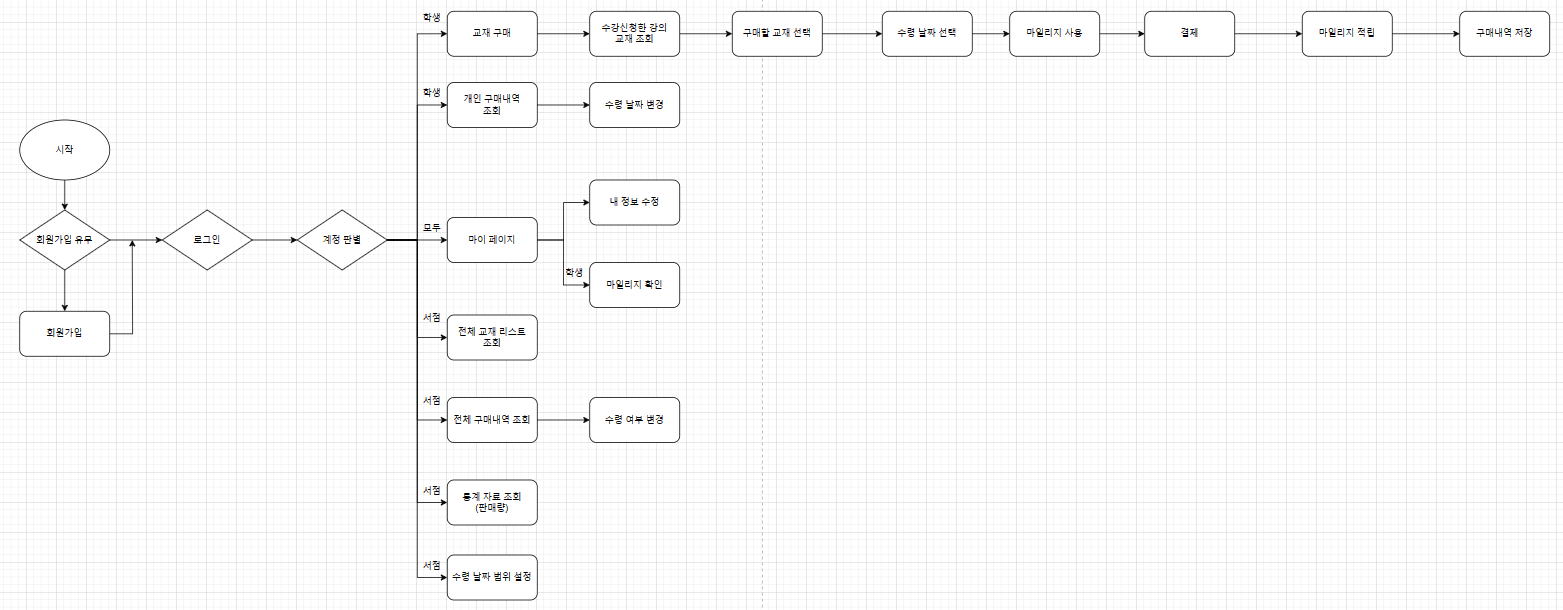 학생
교재 구매
수강신청한 강의
교재 조회
구매할 교재 선택
수령 날짜 선택
마일리지 사용
결제
마일리지 적립
구매내역 저장
학생
개인 구매내역
조회
수령 날짜 변경
시작
회원가입 유무
로그인
계정 판별
회원가입
모두
마이 페이지
내 정보 수정
학생
마일리지 확인
서점
전체 교재 리스트
조회
서점
전체 구매내역 조회
수령 여부 변경
서점
통계 자료 조회
(판매량)
서점
수령 날짜 범위 설정